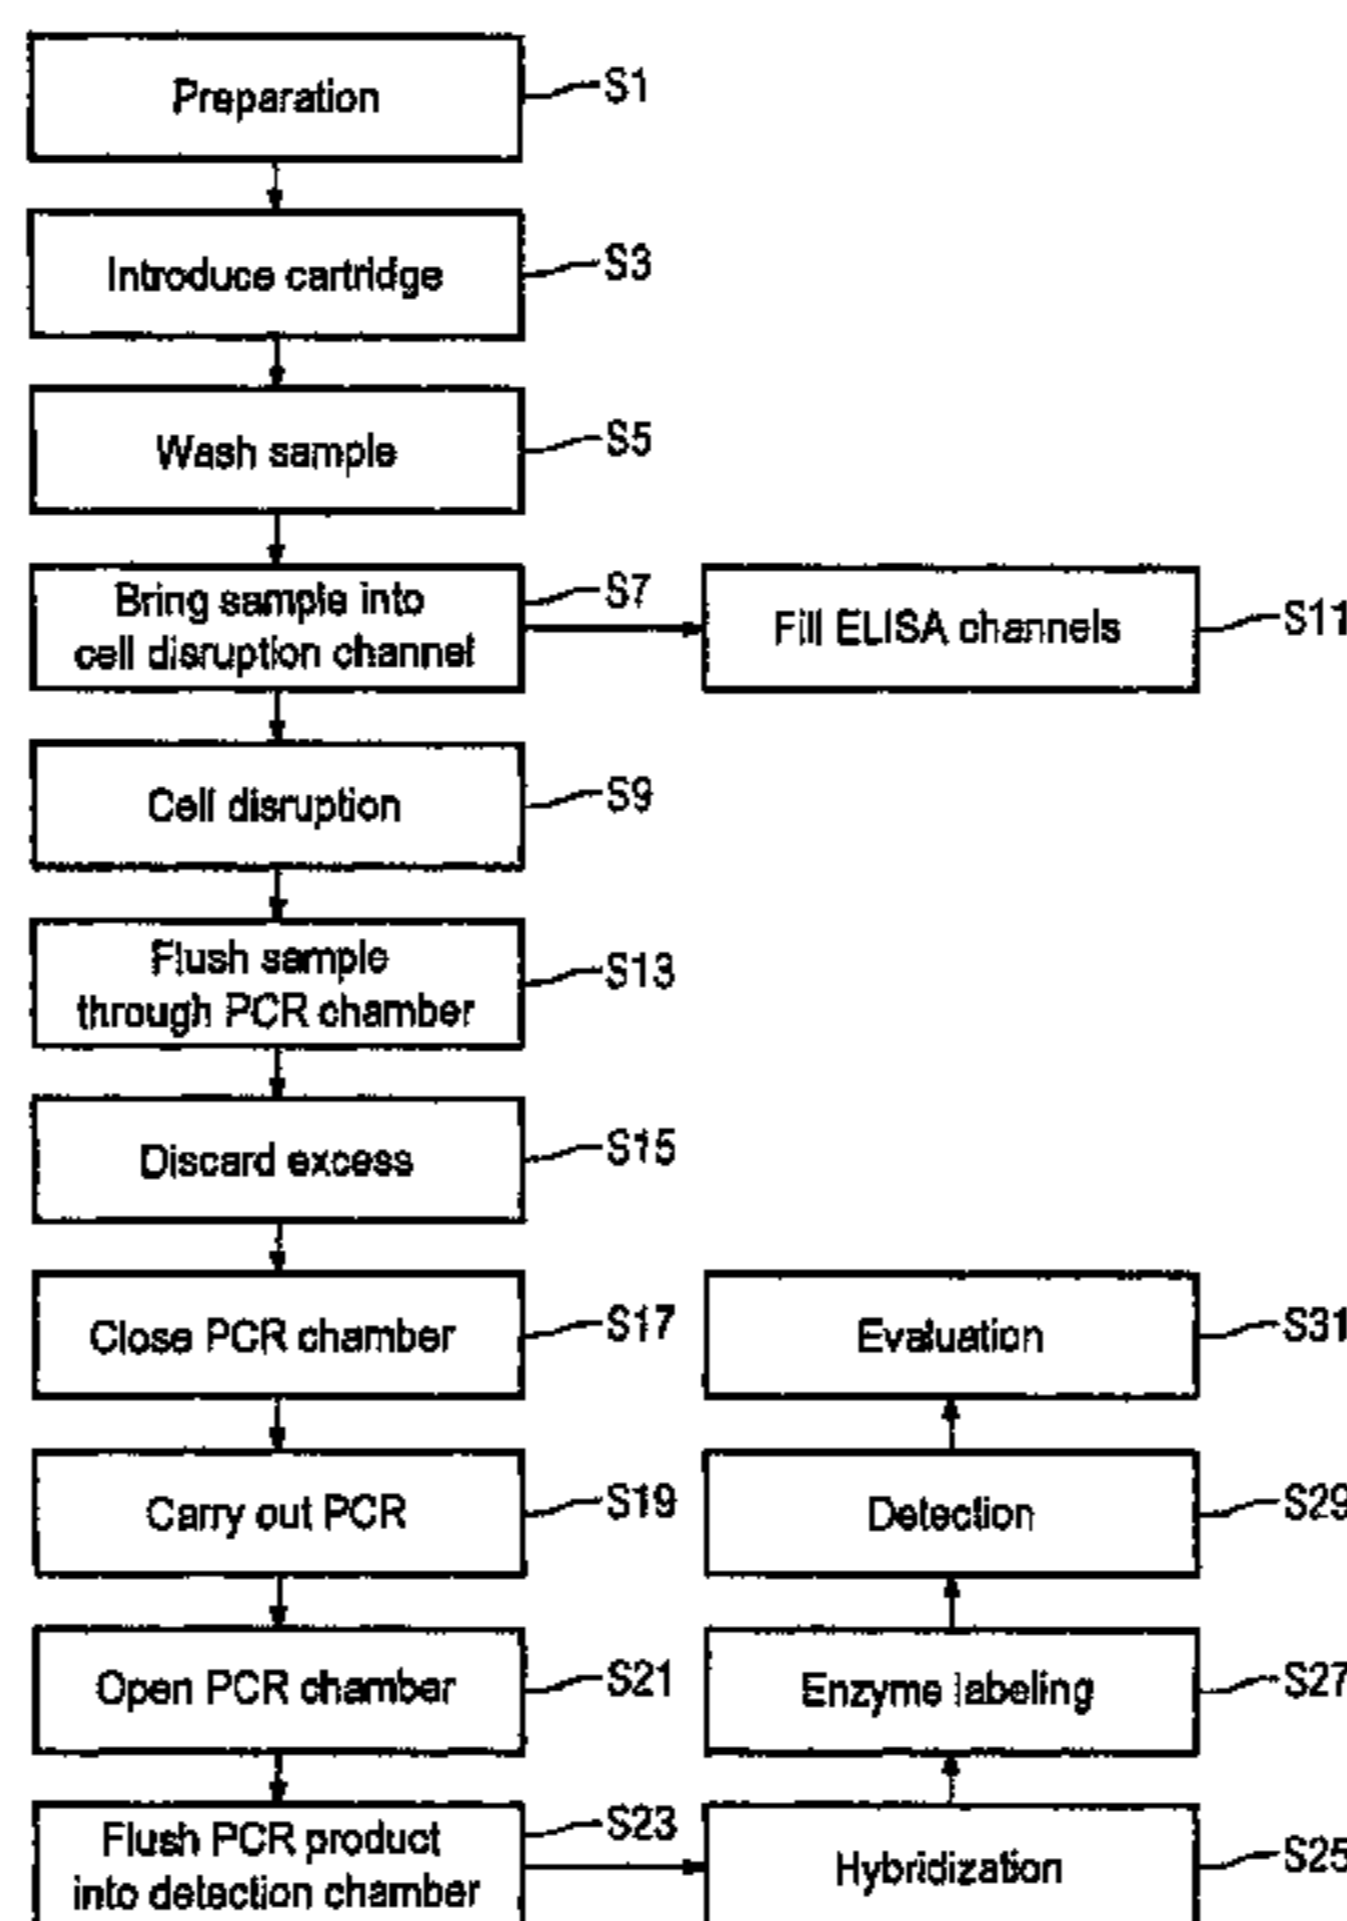 Preparation
S1
Introduce cartridge
S3
Wash sample
S5
Bring sample into
cell disruption channel
S7
Fill ELISA channels
S11
Cell disruption
S9
Flush sample
through PCR chamber
S13
Discard excess
S15
Close PCR chamber
S17
Evaluation
S31
Carry out PCR
S19
Detection
S29
Open PCR chamber
S21
Enzyme labeling
S27
Flush PCR product
into detection chamber
S23
Hybridization
S25